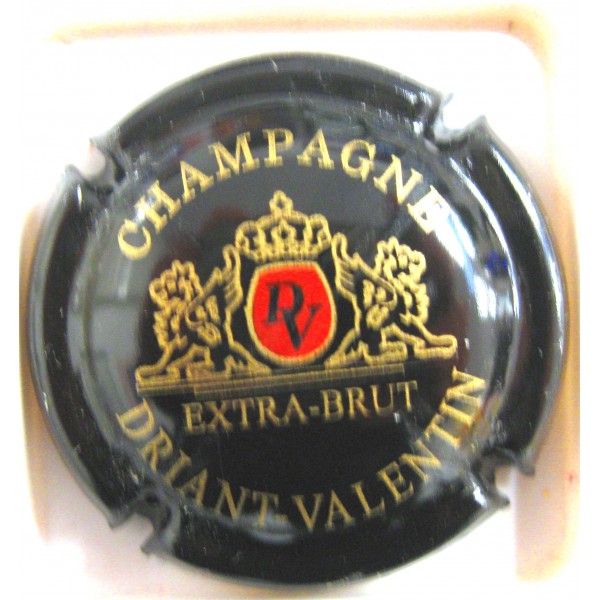 CHAMPAGNE
DV
EXTRA-BRUT
DRIANT-VALENTIN